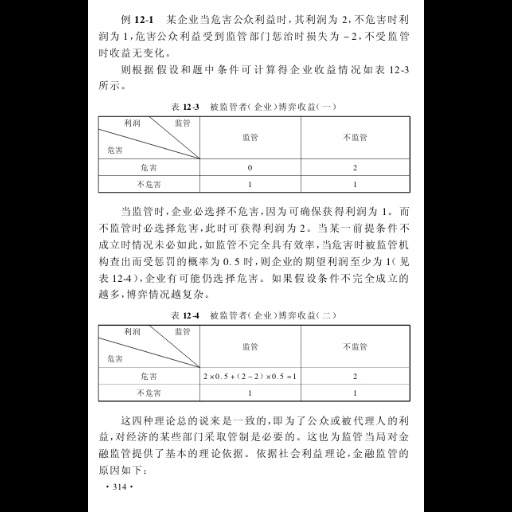 例 12-1 某企业当危害公众利益时,其利润为 2,不危害时利
润为 1,危害公众利益受到监管部门惩治时损失为 -2,不受监管
时收益无变化。
则根据假设和题中条件可计算得企业收益情况如表 12-3
所示。
表 12-3 被监管者(企业)博弈收益(一)
利润 监管
危害
监管 不监管
危害 0 2
不危害 1 1
当监管时,企业必选择不危害,因为可确保获得利润为 1。而
不监管时必选择危害,此时可获得利润为 2。当某一前提条件不
成立时情况未必如此,如监管不完全具有效率,当危害时被监管机
构查出而受惩罚的概率为 0.5 时,则企业的期望利润至少为 1(见
表 12-4),企业有可能仍选择危害。如果假设条件不完全成立的
越多,博弈情况越复杂。
表 12-4 被监管者(企业)博弈收益(二)
利润 监管
危害
监管 不监管
危害 2×0.5+(2-2)×0.5=1 2
不危害 1 1
这四种理论总的说来是一致的,即为了公众或被代理人的利
益,对经济的某些部门采取管制是必要的。这也为监管当局对金
融监管提供了基本的理论依据。依据社会利益理论,金融监管的
原因如下:
·314·